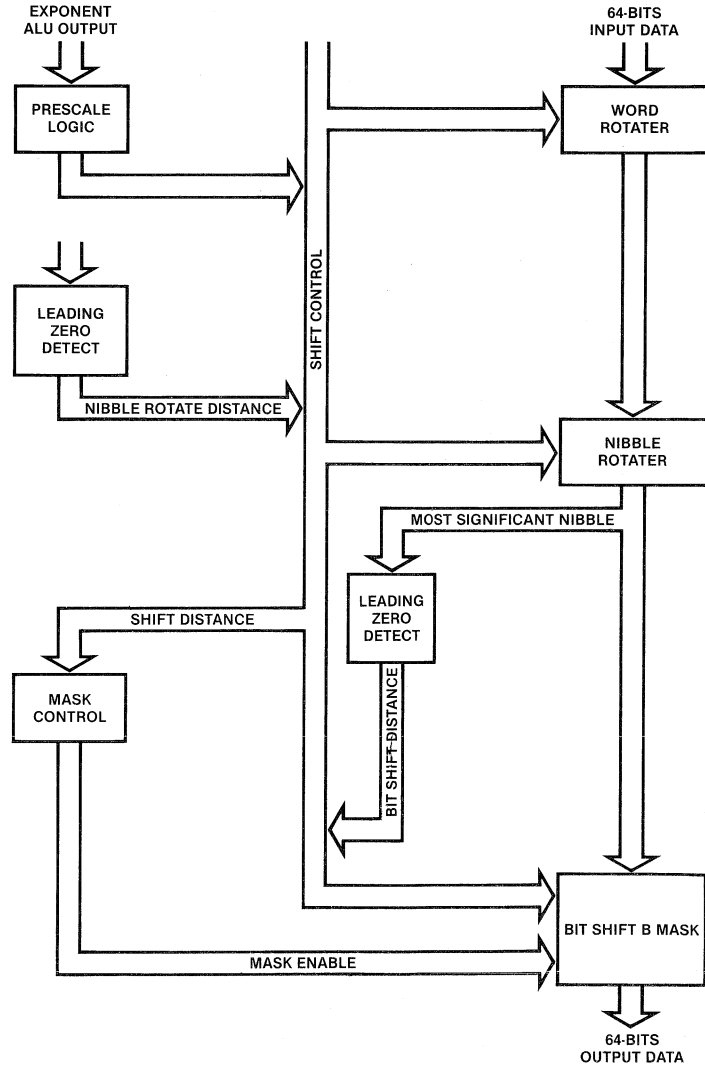 EXPONENT
ALU OUTPUT
64-BITS
INPUT DATA
PRESCALE
LOGIC
WORD
ROTATER
SHIFT CONTROL
LEADING
ZERO
DETECT
NIBBLE ROTATE DISTANCE
NIBBLE
ROTATER
MOST SIGNIFICANT NIBBLE
LEADING
ZERO
DETECT
SHIFT DISTANCE
MASK
CONTROL
BIT SHIFT DISTANCE
BIT SHIFT B MASK
MASK ENABLE
64-BITS
OUTPUT DATA